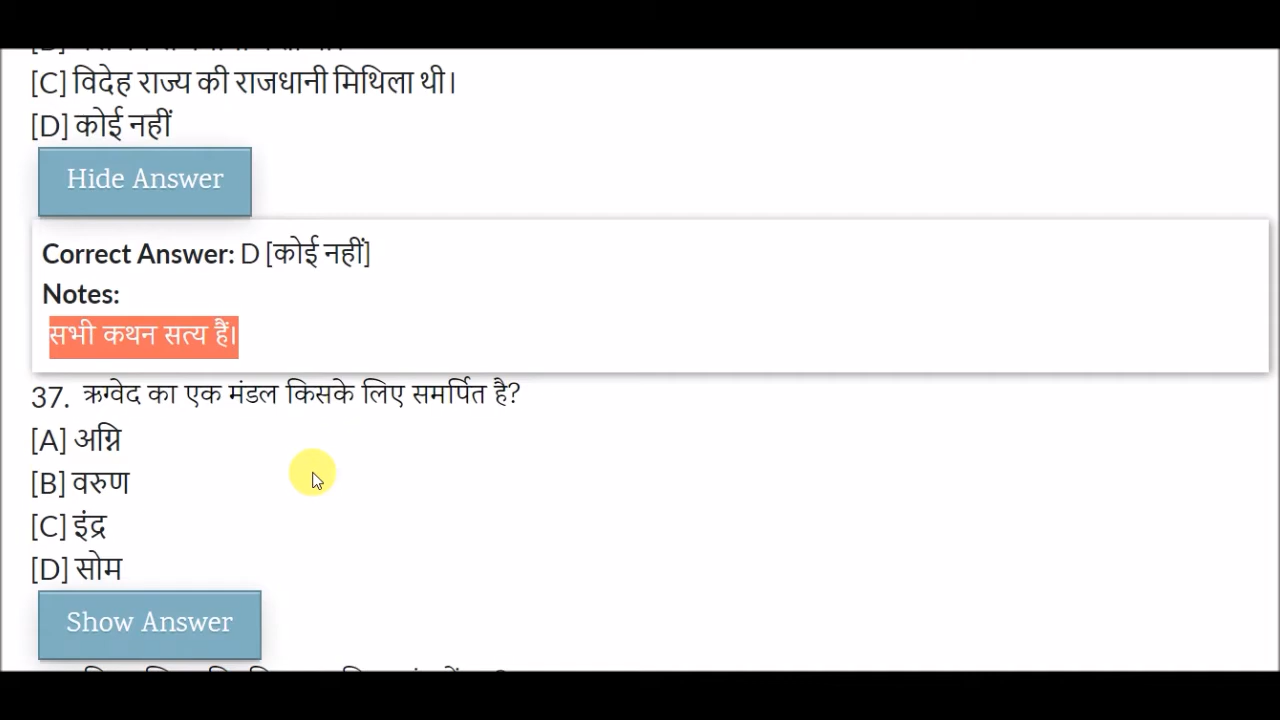 [C] विदेह राज्य की राजधानी मिथिला थी।
[D] कोई नहीं
Hide Answer
Correct Answer: D [कोई नहीं]
Notes:
सभी कथन सत्य हैं।
37. ऋग्वेद का एक मंडल किसके लिए समर्पित है?
[A] अग्नि
[B] वरुण
[C] इंद्र
[D] सोम
Show Answer